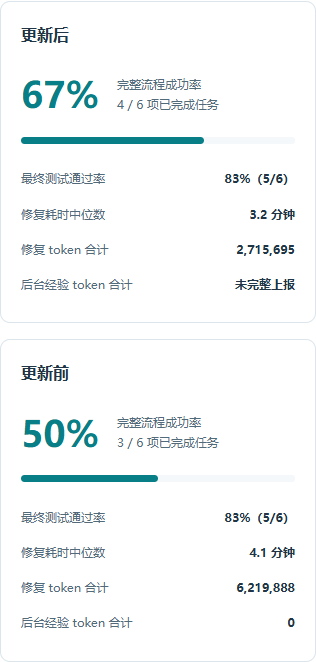 更新后
67%
完整流程成功率
4 / 6 项已完成任务
最终测试通过率 83%（5/6）
修复耗时中位数 3.2 分钟
修复 token 合计 2,715,695
后台经验 token 合计 未完整上报
更新前
50%
完整流程成功率
3 / 6 项已完成任务
最终测试通过率 83%（5/6）
修复耗时中位数 4.1 分钟
修复 token 合计 6,219,888
后台经验 token 合计 0